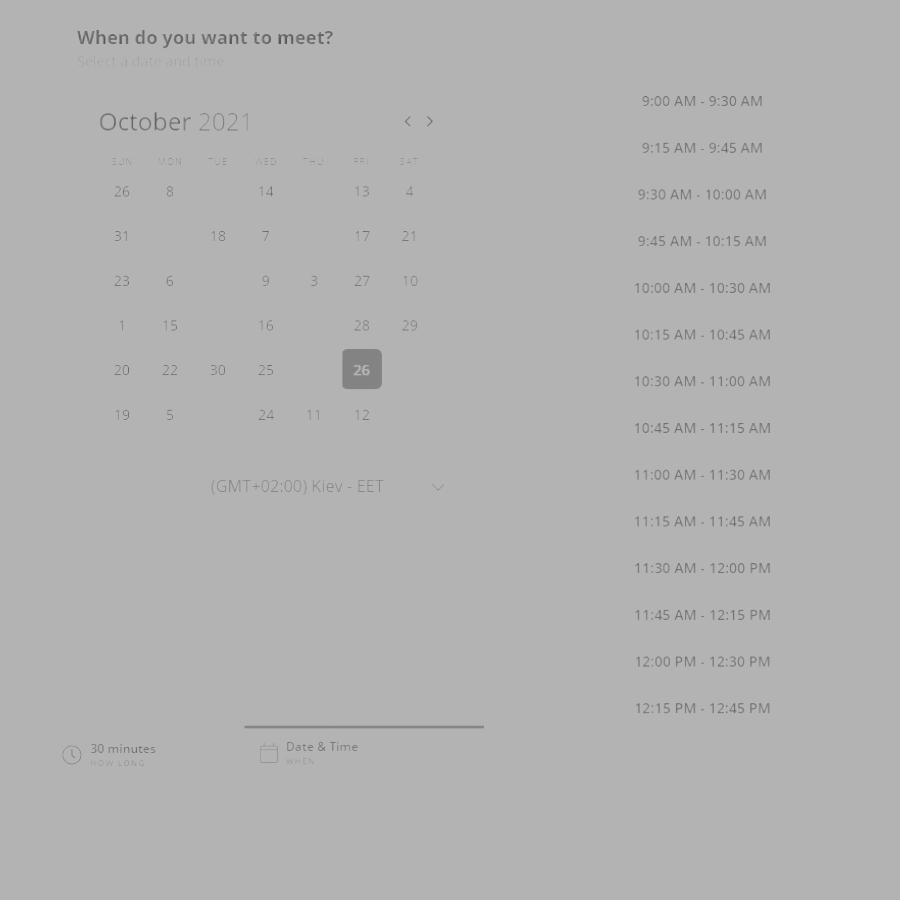 When do you want to meet?
Select a date and time
October 2021
SUN MON TUE WED THU FRI SAT
26 8 14 13 4
31 18 7 17 21
23 6 9 3 27 10
1 15 16 28 29
20 22 30 25 26
19 5 24 11 12
(GMT+02:00) Kiev - EET
9:00 AM - 9:30 AM
9:15 AM - 9:45 AM
9:30 AM - 10:00 AM
9:45 AM - 10:15 AM
10:00 AM - 10:30 AM
10:15 AM - 10:45 AM
10:30 AM - 11:00 AM
10:45 AM - 11:15 AM
11:00 AM - 11:30 AM
11:15 AM - 11:45 AM
11:30 AM - 12:00 PM
11:45 AM - 12:15 PM
12:00 PM - 12:30 PM
12:15 PM - 12:45 PM
30 minutes
HOW LONG
Date & Time
WHEN